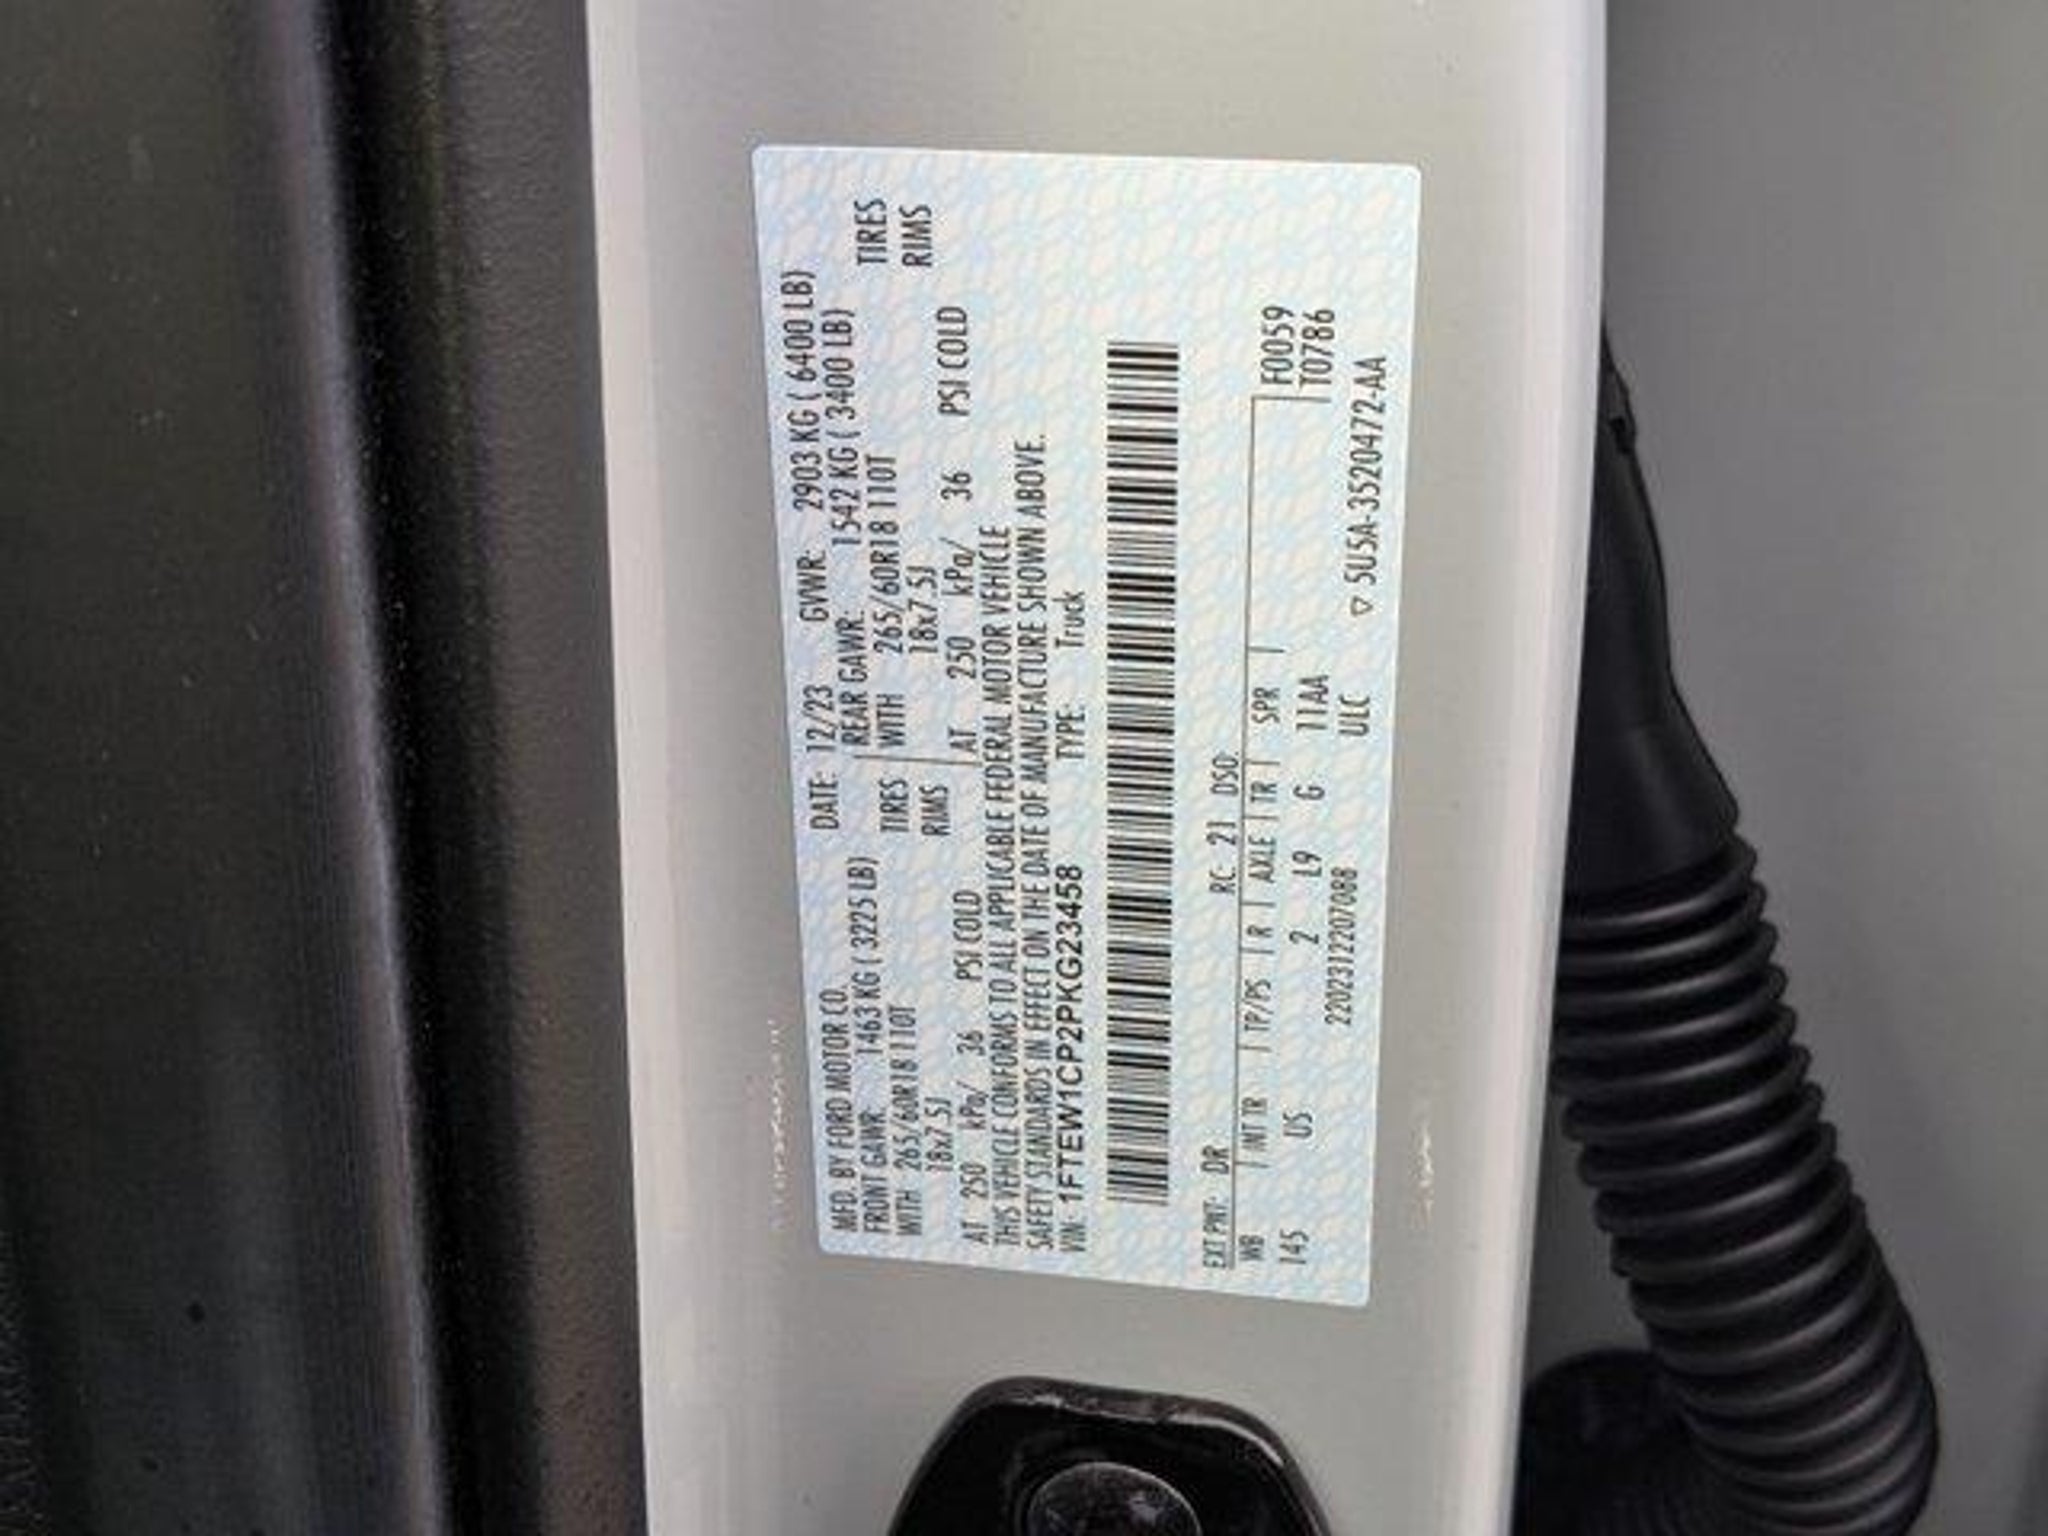 MFD. BY FORD MOTOR CO. DATE: 12/23 GVWR: 2903 KG ( 6400 LB)
FRONT GAWR: 1463 KG ( 3225 LB) REAR GAWR: 1542 KG ( 3400 LB)
WITH 265/60R18 110T TIRES WITH 265/60R18 110T TIRES
18x7.5J RIMS 18x7.5J RIMS
AT 250 kPa/ 36 PSI COLD AT 250 kPa/ 36 PSI COLD
THIS VEHICLE CONFORMS TO ALL APPLICABLE FEDERAL MOTOR VEHICLE
SAFETY STANDARDS IN EFFECT ON THE DATE OF MANUFACTURE SHOWN ABOVE.
VIN: 1FTEW1CP2PKG23458 TYPE: Truck
EXT PNT: DR RC: 21 DSO:
WB INT TR TP/PS R AXLE TR SPR F0059
145 US 2 L9 G 11AA T0786
2202312207088 ULC
▽ 5U5A-3520472-AA